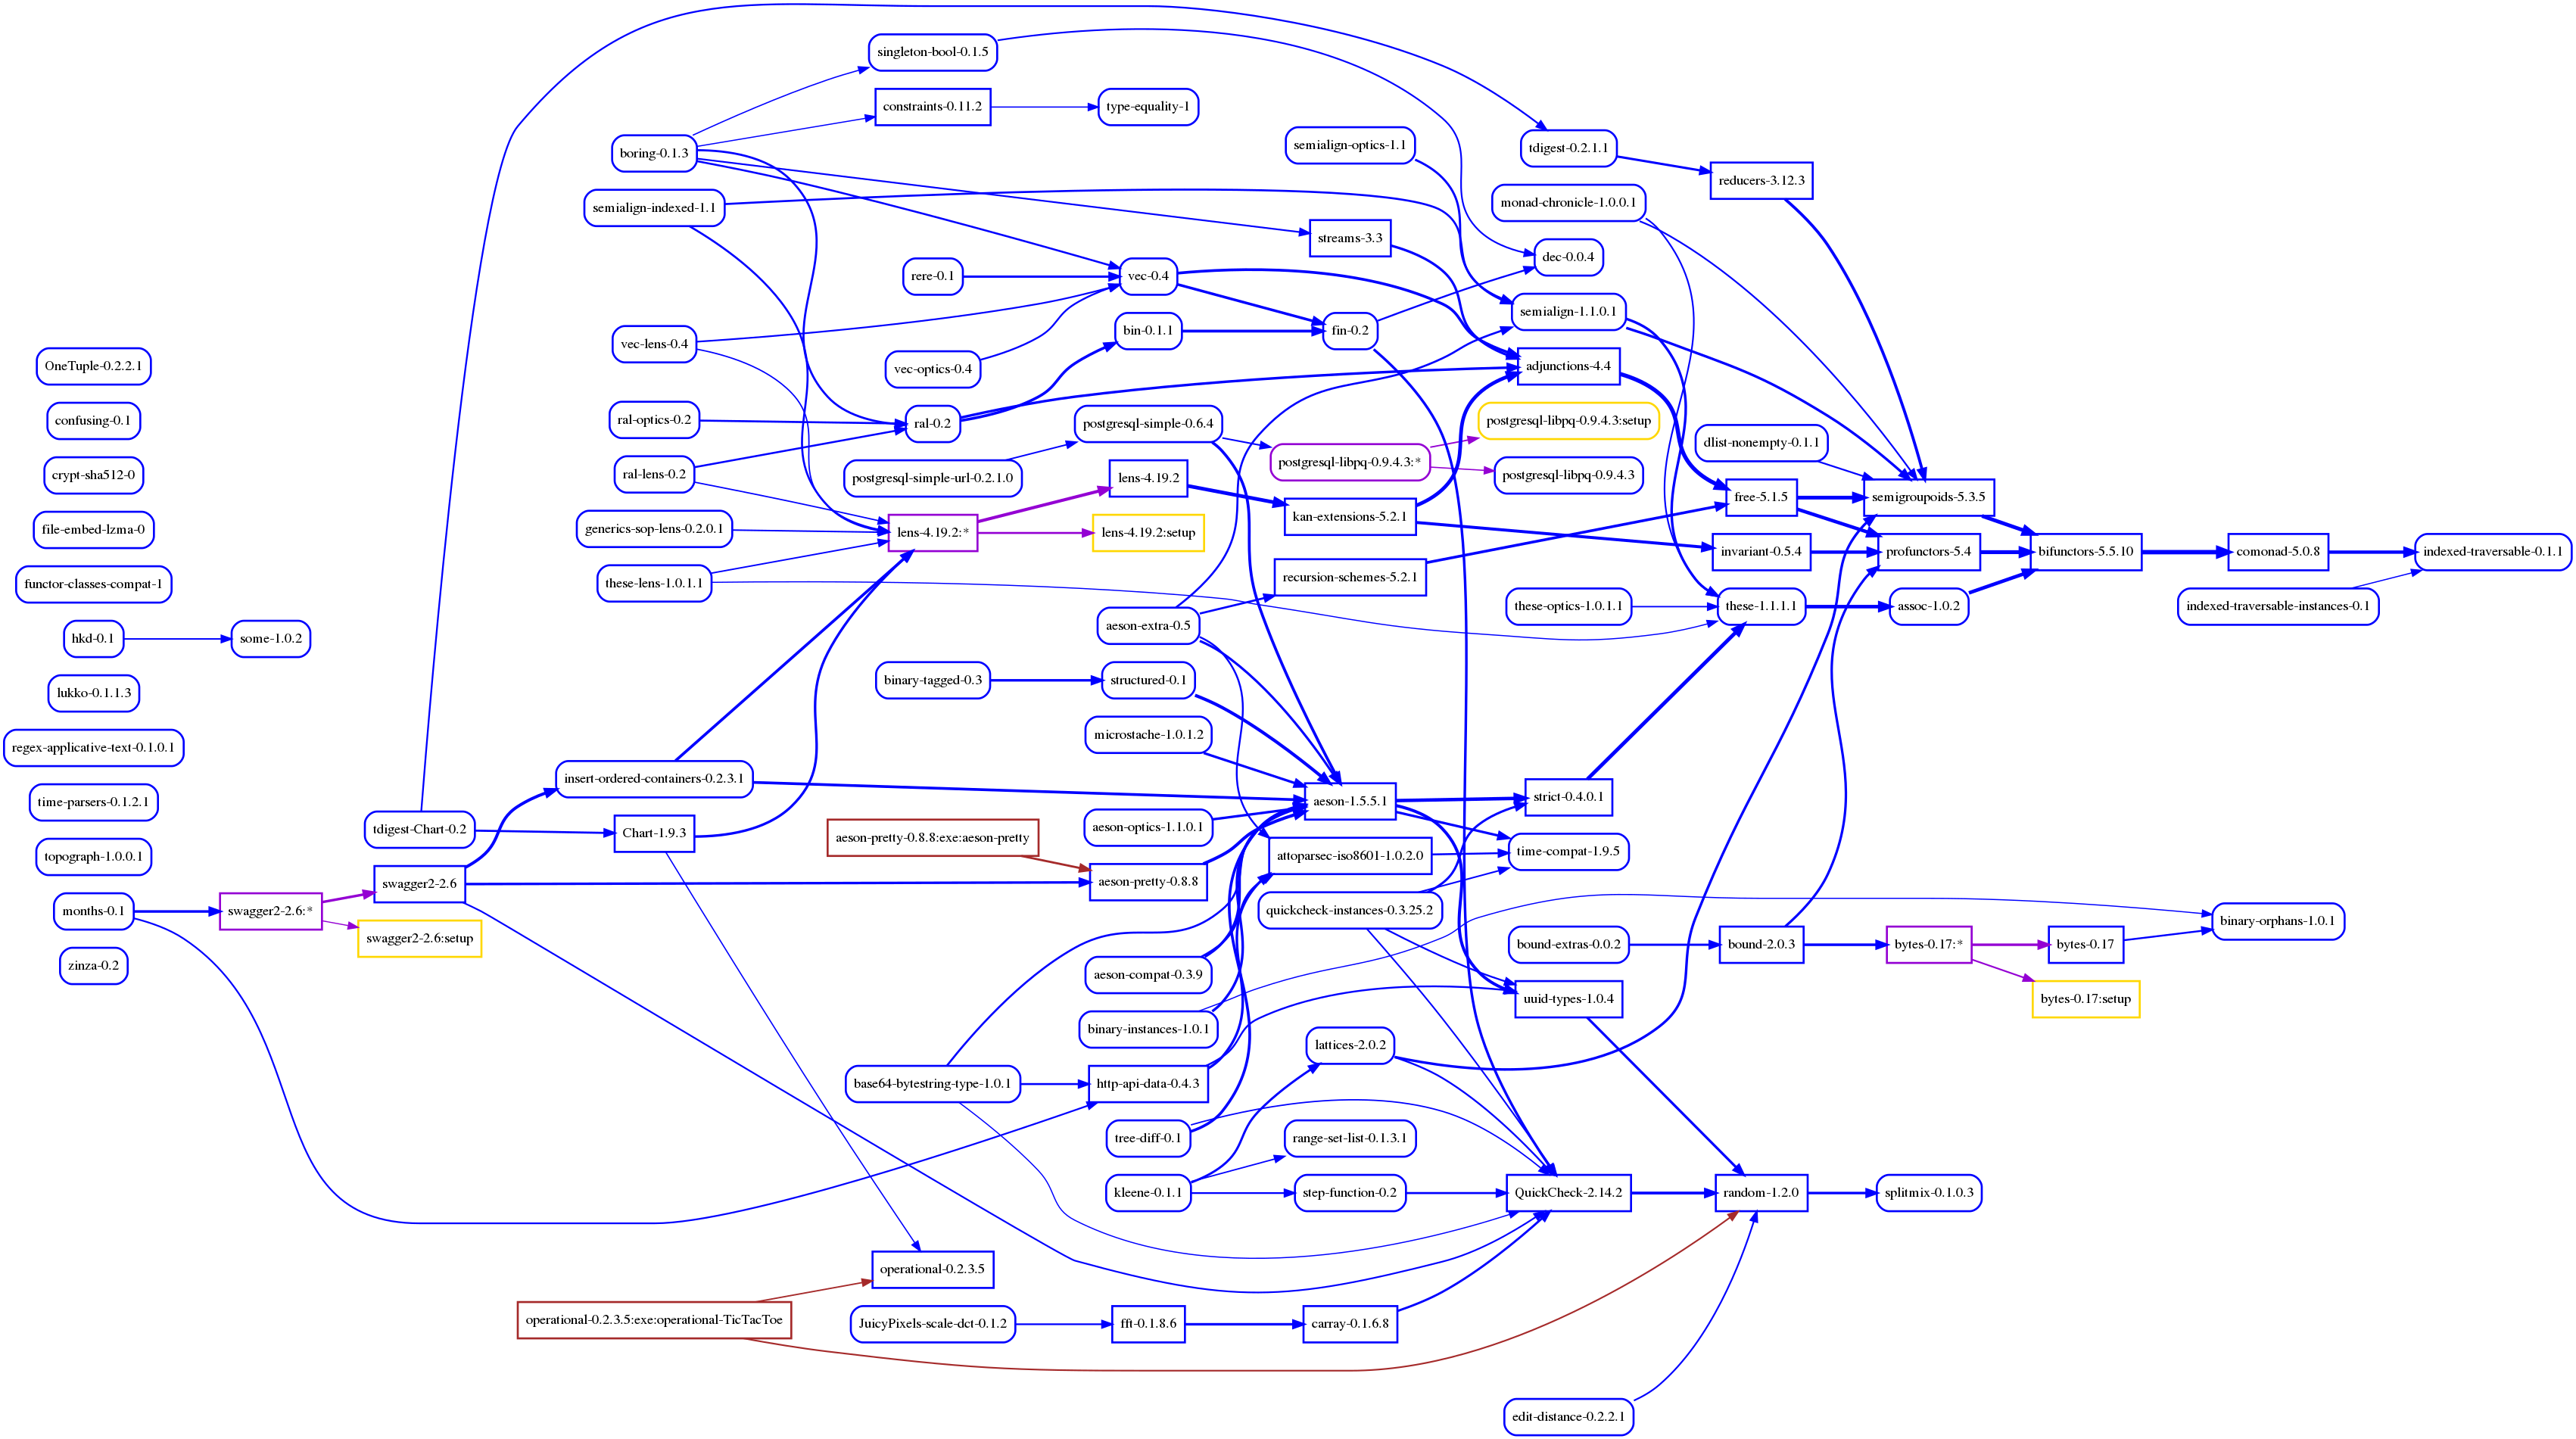 OneTuple-0.2.2.1
confusing-0.1
crypt-sha512-0
file-embed-lzma-0
functor-classes-compat-1
hkd-0.1
some-1.0.2
lukko-0.1.1.3
regex-applicative-text-0.1.0.1
time-parsers-0.1.2.1
topograph-1.0.0.1
months-0.1
zinza-0.2
swagger2-2.6:*
tdigest-Chart-0.2
swagger2-2.6
swagger2-2.6:setup
boring-0.1.3
semialign-indexed-1.1
vec-lens-0.4
ral-optics-0.2
ral-lens-0.2
generics-sop-lens-0.2.0.1
these-lens-1.0.1.1
insert-ordered-containers-0.2.3.1
Chart-1.9.3
operational-0.2.3.5:exe:operational-TicTacToe
singleton-bool-0.1.5
constraints-0.11.2
rere-0.1
vec-optics-0.4
ral-0.2
postgresql-simple-url-0.2.1.0
lens-4.19.2:*
binary-tagged-0.3
aeson-pretty-0.8.8:exe:aeson-pretty
base64-bytestring-type-1.0.1
operational-0.2.3.5
JuicyPixels-scale-dct-0.1.2
type-equality-1
vec-0.4
bin-0.1.1
postgresql-simple-0.6.4
lens-4.19.2
lens-4.19.2:setup
aeson-extra-0.5
structured-0.1
microstache-1.0.1.2
aeson-optics-1.1.0.1
aeson-pretty-0.8.8
aeson-compat-0.3.9
binary-instances-1.0.1
http-api-data-0.4.3
tree-diff-0.1
kleene-0.1.1
fft-0.1.8.6
semialign-optics-1.1
streams-3.3
fin-0.2
postgresql-libpq-0.9.4.3:*
kan-extensions-5.2.1
recursion-schemes-5.2.1
aeson-1.5.5.1
attoparsec-iso8601-1.0.2.0
quickcheck-instances-0.3.25.2
lattices-2.0.2
range-set-list-0.1.3.1
step-function-0.2
carray-0.1.6.8
tdigest-0.2.1.1
monad-chronicle-1.0.0.1
dec-0.0.4
semialign-1.1.0.1
adjunctions-4.4
postgresql-libpq-0.9.4.3:setup
postgresql-libpq-0.9.4.3
these-optics-1.0.1.1
strict-0.4.0.1
time-compat-1.9.5
bound-extras-0.0.2
uuid-types-1.0.4
QuickCheck-2.14.2
edit-distance-0.2.2.1
reducers-3.12.3
dlist-nonempty-0.1.1
free-5.1.5
invariant-0.5.4
these-1.1.1.1
bound-2.0.3
random-1.2.0
semigroupoids-5.3.5
profunctors-5.4
assoc-1.0.2
bytes-0.17:*
splitmix-0.1.0.3
bifunctors-5.5.10
bytes-0.17
bytes-0.17:setup
comonad-5.0.8
indexed-traversable-instances-0.1
binary-orphans-1.0.1
indexed-traversable-0.1.1